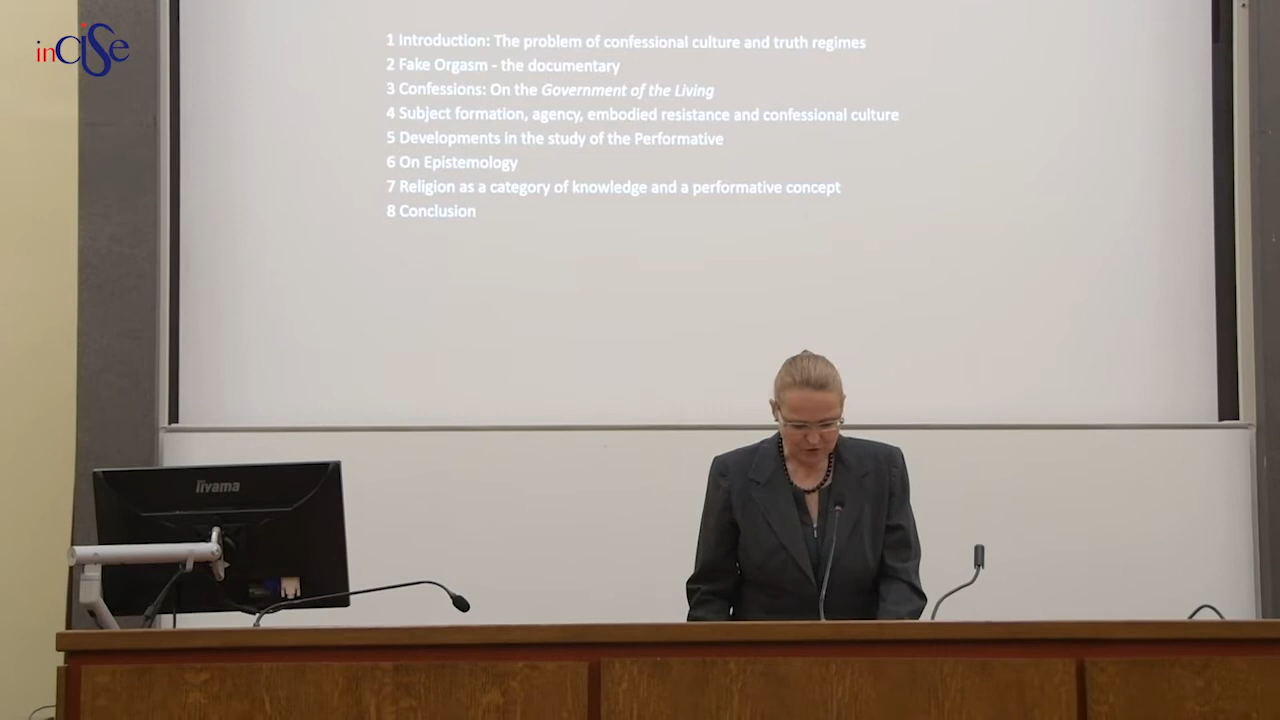 inCISe
1 Introduction: The problem of confessional culture and truth regimes
2 Fake Orgasm - the documentary
3 Confessions: On the Government of the Living
4 Subject formation, agency, embodied resistance and confessional culture
5 Developments in the study of the Performative
6 On Epistemology
7 Religion as a category of knowledge and a performative concept
8 Conclusion
iiyama